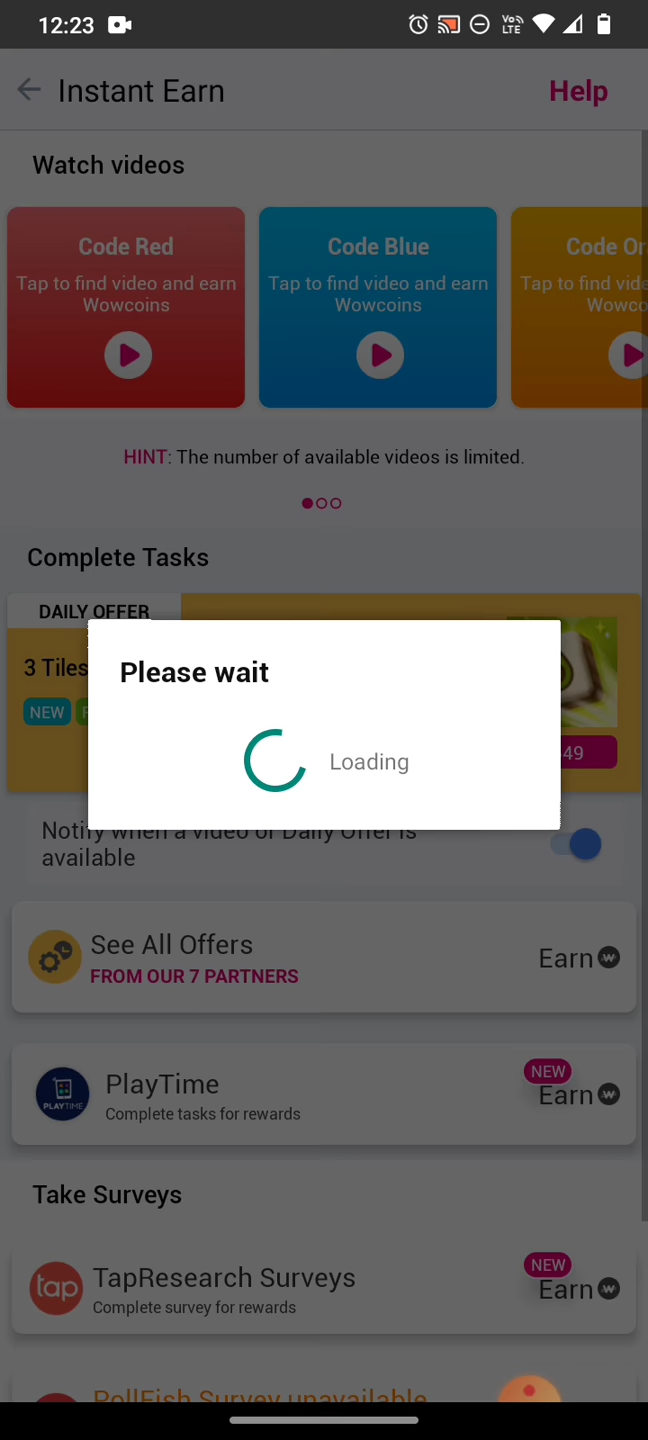 12:23
Vo))
LTE
Instant Earn
Help
Watch videos
Code Red
Tap to find video and earn
Wowcoins
Code Blue
Tap to find video and earn
Wowcoins
Code Or
Tap to find vide
Wowco
HINT: The number of available videos is limited.
Complete Tasks
DAILY OFFER
3 Tiles
NEW
49
Please wait
Loading
Notify when a video or Daily Offer is
available
See All Offers
FROM OUR 7 PARTNERS
Earn
PLAYTIME
PlayTime
Complete tasks for rewards
NEW
Earn
Take Surveys
tap
TapResearch Surveys
Complete survey for rewards
NEW
Earn
PollFish Survey unavailable